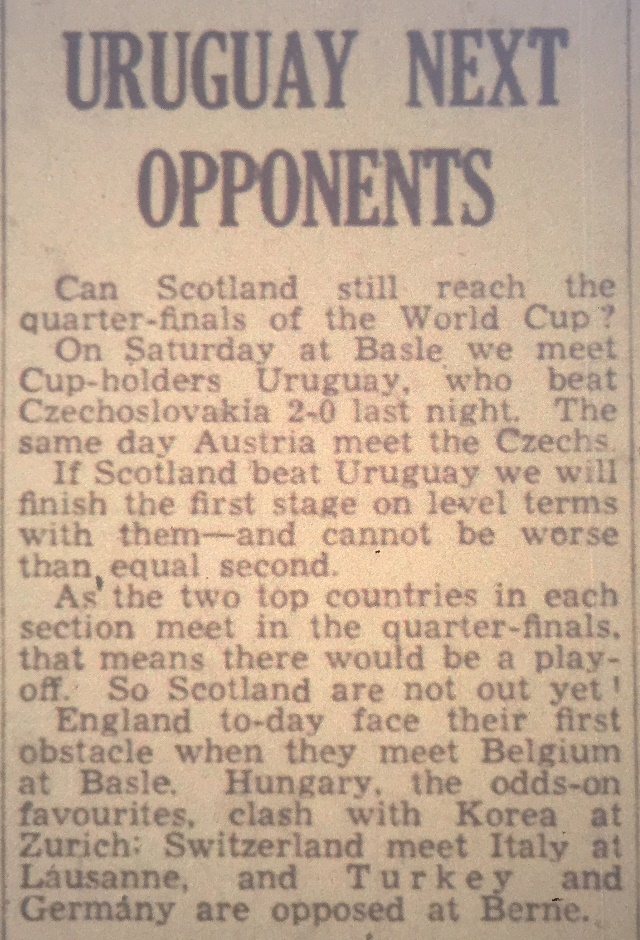 URUGUAY NEXT
OPPONENTS
Can Scotland still reach the
quarter-finals of the World Cup?
On Saturday at Basle we meet
Cup-holders Uruguay, who beat
Czechoslovakia 2-0 last night. The
same day Austria meet the Czechs.
If Scotland beat Uruguay we will
finish the first stage on level terms
with them—and cannot be worse
than equal second.
As the two top countries in each
section meet in the quarter-finals,
that means there would be a play-
off. So Scotland are not out yet!
England to-day face their first
obstacle when they meet Belgium
at Basle. Hungary, the odds-on
favourites, clash with Korea at
Zurich; Switzerland meet Italy at
Lausanne, and Turkey and
Germany are opposed at Berne.